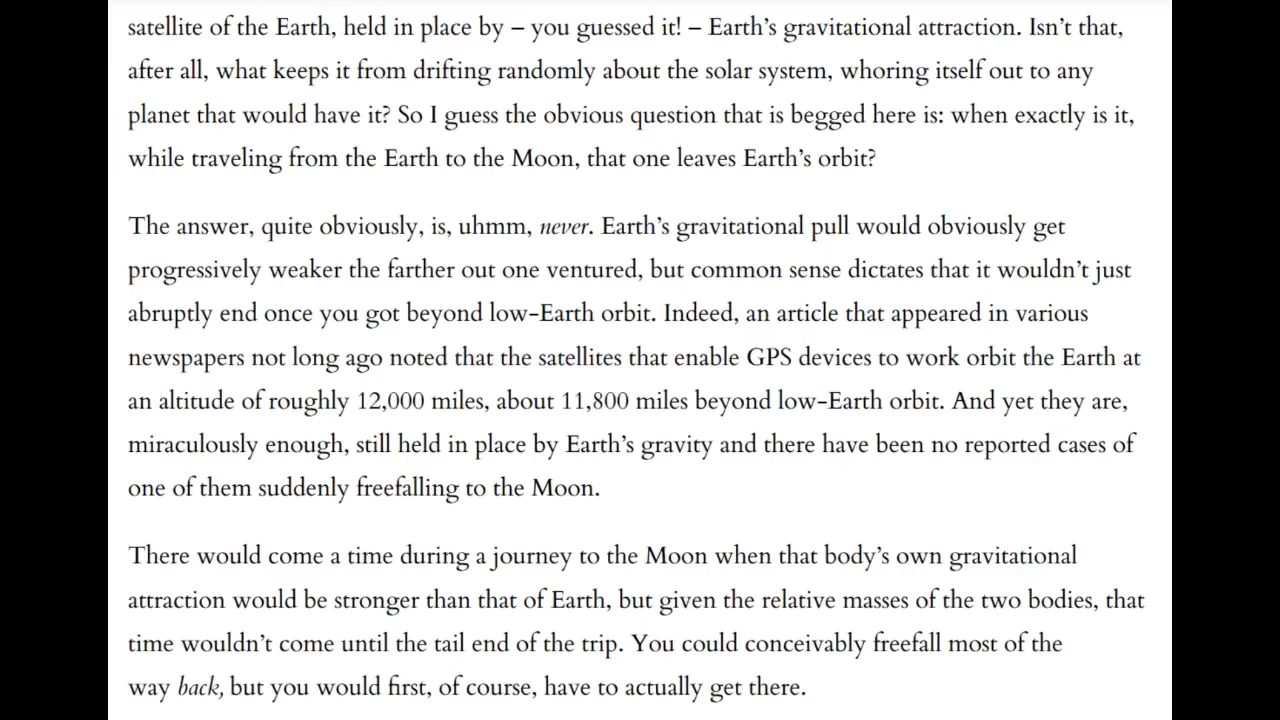 satellite of the Earth, held in place by – you guessed it! – Earth’s gravitational attraction. Isn’t that,
after all, what keeps it from drifting randomly about the solar system, whoring itself out to any
planet that would have it? So I guess the obvious question that is begged here is: when exactly is it,
while traveling from the Earth to the Moon, that one leaves Earth’s orbit?
The answer, quite obviously, is, uhmm, never. Earth’s gravitational pull would obviously get
progressively weaker the farther out one ventured, but common sense dictates that it wouldn’t just
abruptly end once you got beyond low-Earth orbit. Indeed, an article that appeared in various
newspapers not long ago noted that the satellites that enable GPS devices to work orbit the Earth at
an altitude of roughly 12,000 miles, about 11,800 miles beyond low-Earth orbit. And yet they are,
miraculously enough, still held in place by Earth’s gravity and there have been no reported cases of
one of them suddenly freefalling to the Moon.
There would come a time during a journey to the Moon when that body’s own gravitational
attraction would be stronger than that of Earth, but given the relative masses of the two bodies, that
time wouldn’t come until the tail end of the trip. You could conceivably freefall most of the
way back, but you would first, of course, have to actually get there.